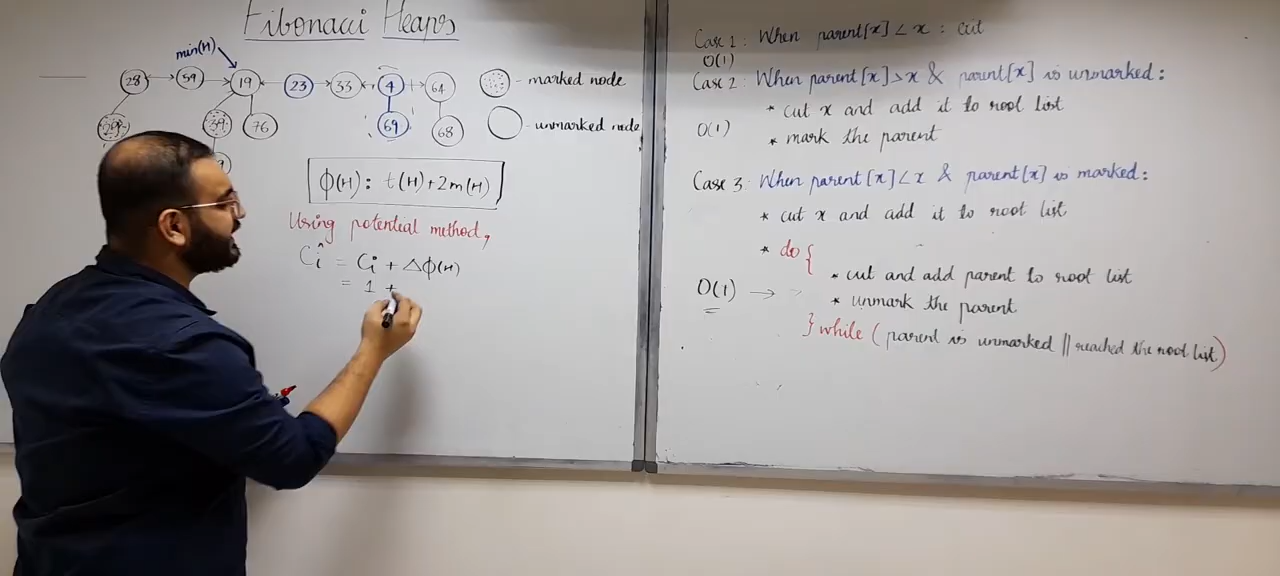 Fibonacci Heaps
min(H)
28 59 19 23 33 4 64 - marked node
39 76 69 68 - unmarked node
ϕ(H): t(H)+2m(H)
Using potential method,
Ĉi = Ci + Δϕ(H)
= 1 +
Case 1: When parent[x] < x : cut
O(1)
Case 2: When parent[x] > x & parent[x] is unmarked:
* cut x and add it to root list
O(1) * mark the parent
Case 3: When parent[x] < x & parent[x] is marked:
* cut x and add it to root list
* do {
* cut and add parent to root list
O(1) → * unmark the parent
} while (parent is unmarked || reached the root list)